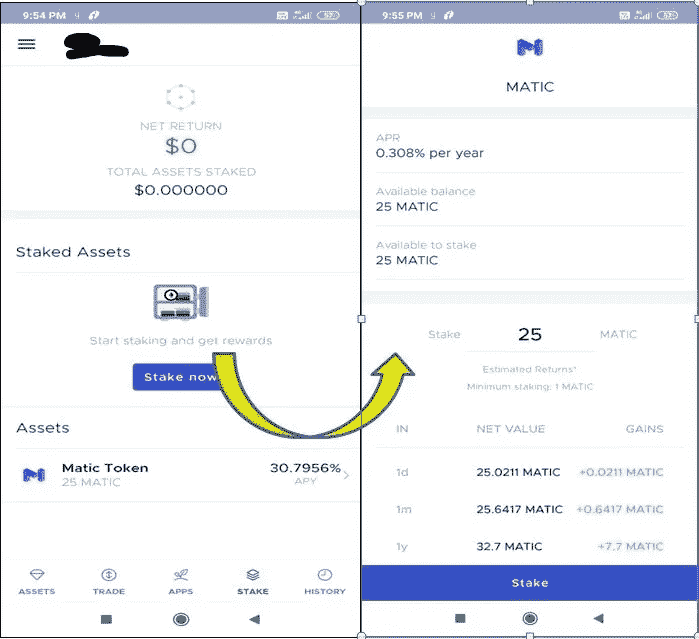 9:54 PM
57
NET RETURN
$0
TOTAL ASSETS STAKED
$0.000000
Staked Assets
Start staking and get rewards
Stake now
Assets
Matic Token
25 MATIC
30.7956%
APY
ASSETS
TRADE
APPS
STAKE
HISTORY
9:55 PM
57
MATIC
APR
0.308% per year
Available balance
25 MATIC
Available to stake
25 MATIC
Stake 25 MATIC
Estimated Returns*
Minimum staking: 1 MATIC
IN NET VALUE GAINS
1d 25.0211 MATIC +0.0211 MATIC
1m 25.6417 MATIC +0.6417 MATIC
1y 32.7 MATIC +7.7 MATIC
Stake